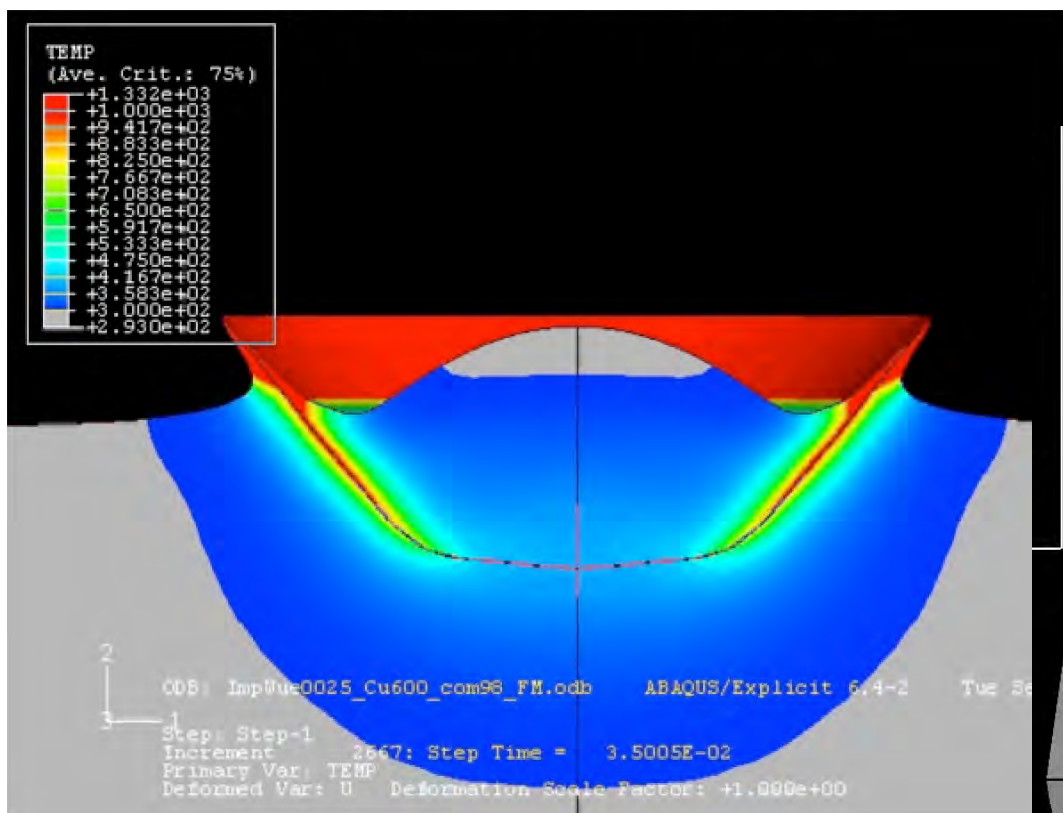 TEMP
(Ave. Crit.: 75%)
+1.332e+03
+1.000e+03
+9.417e+02
+8.833e+02
+8.250e+02
+7.667e+02
+7.083e+02
+6.500e+02
+5.917e+02
+5.333e+02
+4.750e+02
+4.167e+02
+3.583e+02
+3.000e+02
+2.930e+02
2
3
1
ODB: ImpWue0025_Cu600_com98_FM.odb ABAQUS/Explicit 6.4-2 Tue Se
Step: Step-1
Increment 2667: Step Time = 3.5005E-02
Primary Var: TEMP
Deformed Var: U Deformation Scale Factor: +1.000e+00